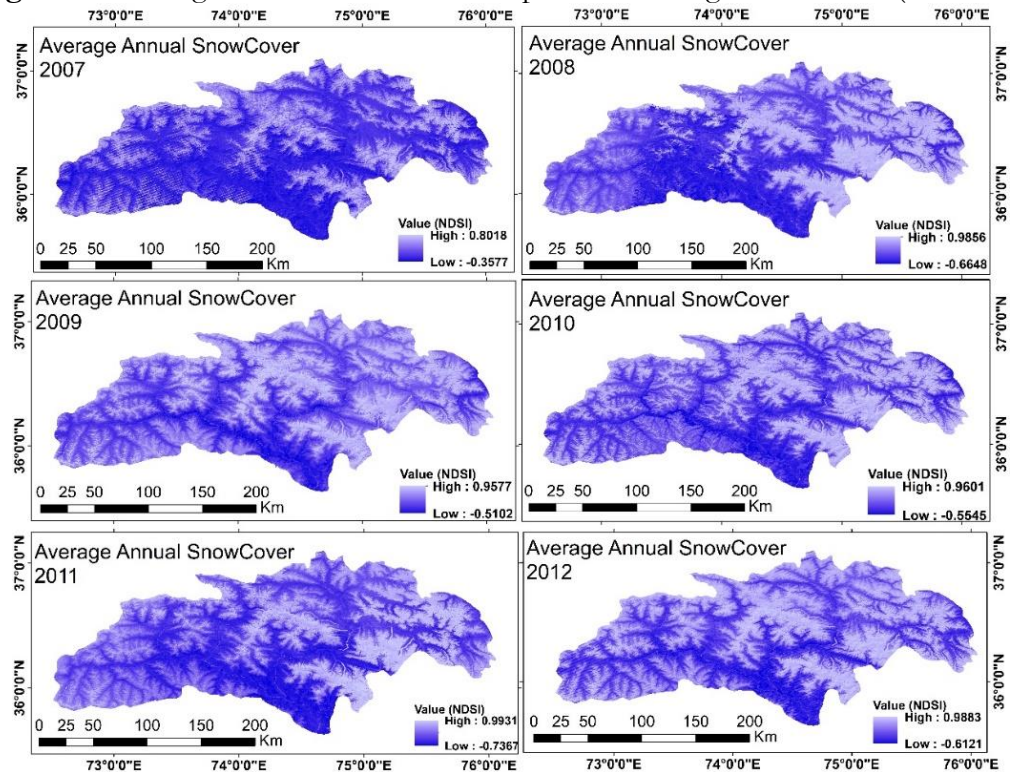 73°0'0"E 74°0'0"E 75°0'0"E 76°0'0"E 73°0'0"E 74°0'0"E 75°0'0"E 76°0'0"E
Average Annual SnowCover
2007
37°0'0"N
36°0'0"N
Value (NDSI)
High : 0.8018
Low : -0.3577
0 25 50 100 150 200
Km
Average Annual SnowCover
2008
37°0'0"N
36°0'0"N
Value (NDSI)
High : 0.9856
Low : -0.6648
0 25 50 100 150 200
Km
Average Annual SnowCover
2009
37°0'0"N
36°0'0"N
Value (NDSI)
High : 0.9577
Low : -0.5102
0 25 50 100 150 200
Km
Average Annual SnowCover
2010
37°0'0"N
36°0'0"N
Value (NDSI)
High : 0.9601
Low : -0.5545
0 25 50 100 150 200
Km
Average Annual SnowCover
2011
37°0'0"N
36°0'0"N
Value (NDSI)
High : 0.9931
Low : -0.7367
0 25 50 100 150 200
Km
Average Annual SnowCover
2012
37°0'0"N
36°0'0"N
Value (NDSI)
High : 0.9883
Low : -0.6121
0 25 50 100 150 200
Km
73°0'0"E 74°0'0"E 75°0'0"E 76°0'0"E 73°0'0"E 74°0'0"E 75°0'0"E 76°0'0"E